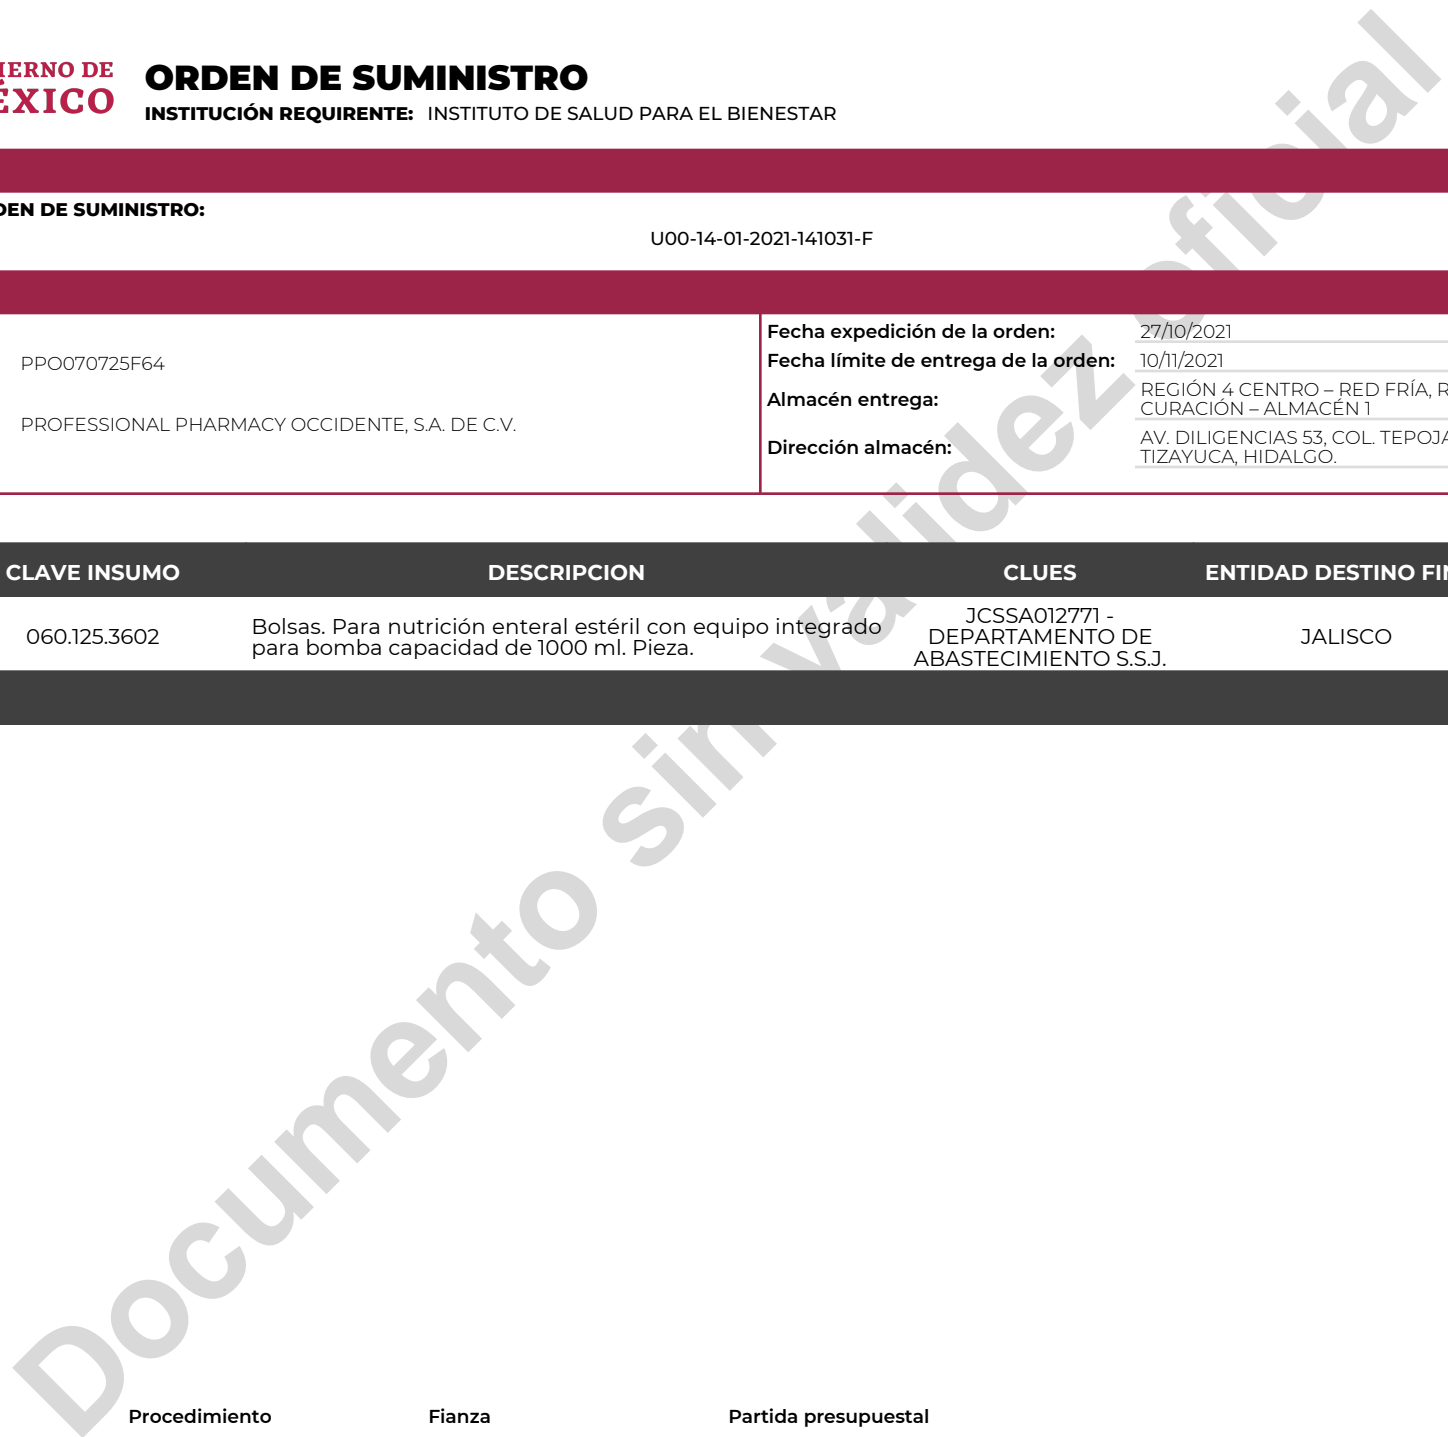 IERNO DE
ÉXICO
ORDEN DE SUMINISTRO
INSTITUCIÓN REQUIRENTE: INSTITUTO DE SALUD PARA EL BIENESTAR
DEN DE SUMINISTRO:
U00-14-01-2021-141031-F
PPO070725F64
PROFESSIONAL PHARMACY OCCIDENTE, S.A. DE C.V.
Fecha expedición de la orden: 27/10/2021
Fecha límite de entrega de la orden: 10/11/2021
Almacén entrega: REGIÓN 4 CENTRO – RED FRÍA, R
CURACIÓN – ALMACÉN 1
Dirección almacén: AV. DILIGENCIAS 53, COL. TEPOJA
TIZAYUCA, HIDALGO.
CLAVE INSUMO DESCRIPCION CLUES ENTIDAD DESTINO FIN
060.125.3602
Bolsas. Para nutrición enteral estéril con equipo integrado
para bomba capacidad de 1000 ml. Pieza.
JCSSA012771 -
DEPARTAMENTO DE
ABASTECIMIENTO S.S.J.
JALISCO
Documento sin validez oficial
Procedimiento Fianza Partida presupuestal